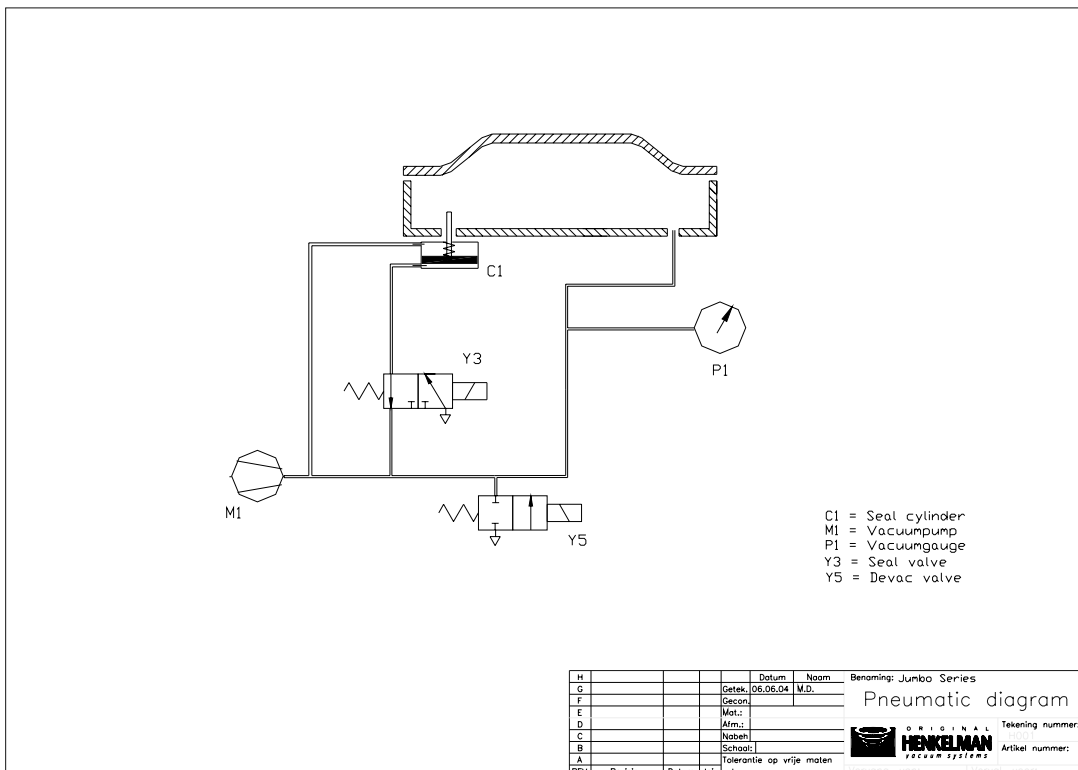 C1
Y3
P1
M1
Y5
C1 = Seal cylinder
M1 = Vacuumpump
P1 = Vacuumgauge
Y3 = Seal valve
Y5 = Devac valve
H Datum Naam
G Getek. 06.06.04 M.D.
F Gecon.
E Mat.:
D Afm.:
C Nabeh
B Schaal:
A Tolerantie op vrije maten
Benaming: Jumbo Series
Pneumatic diagram
ORIGINAL
HENKELMAN
vacuum systems
Tekening nummer:
H001
Artikel nummer: